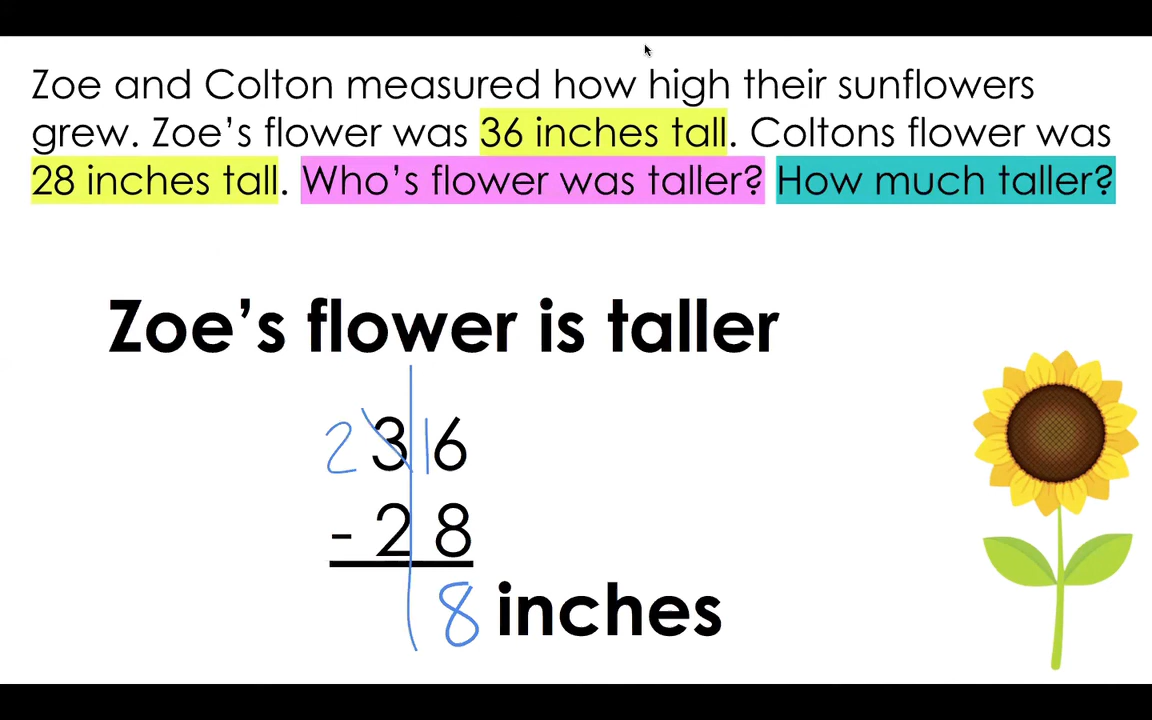 Zoe and Colton measured how high their sunflowers
grew. Zoe's flower was 36 inches tall. Coltons flower was
28 inches tall. Who's flower was taller? How much taller?
Zoe's flower is taller
2 3 1 6
- 2 8
8 inches